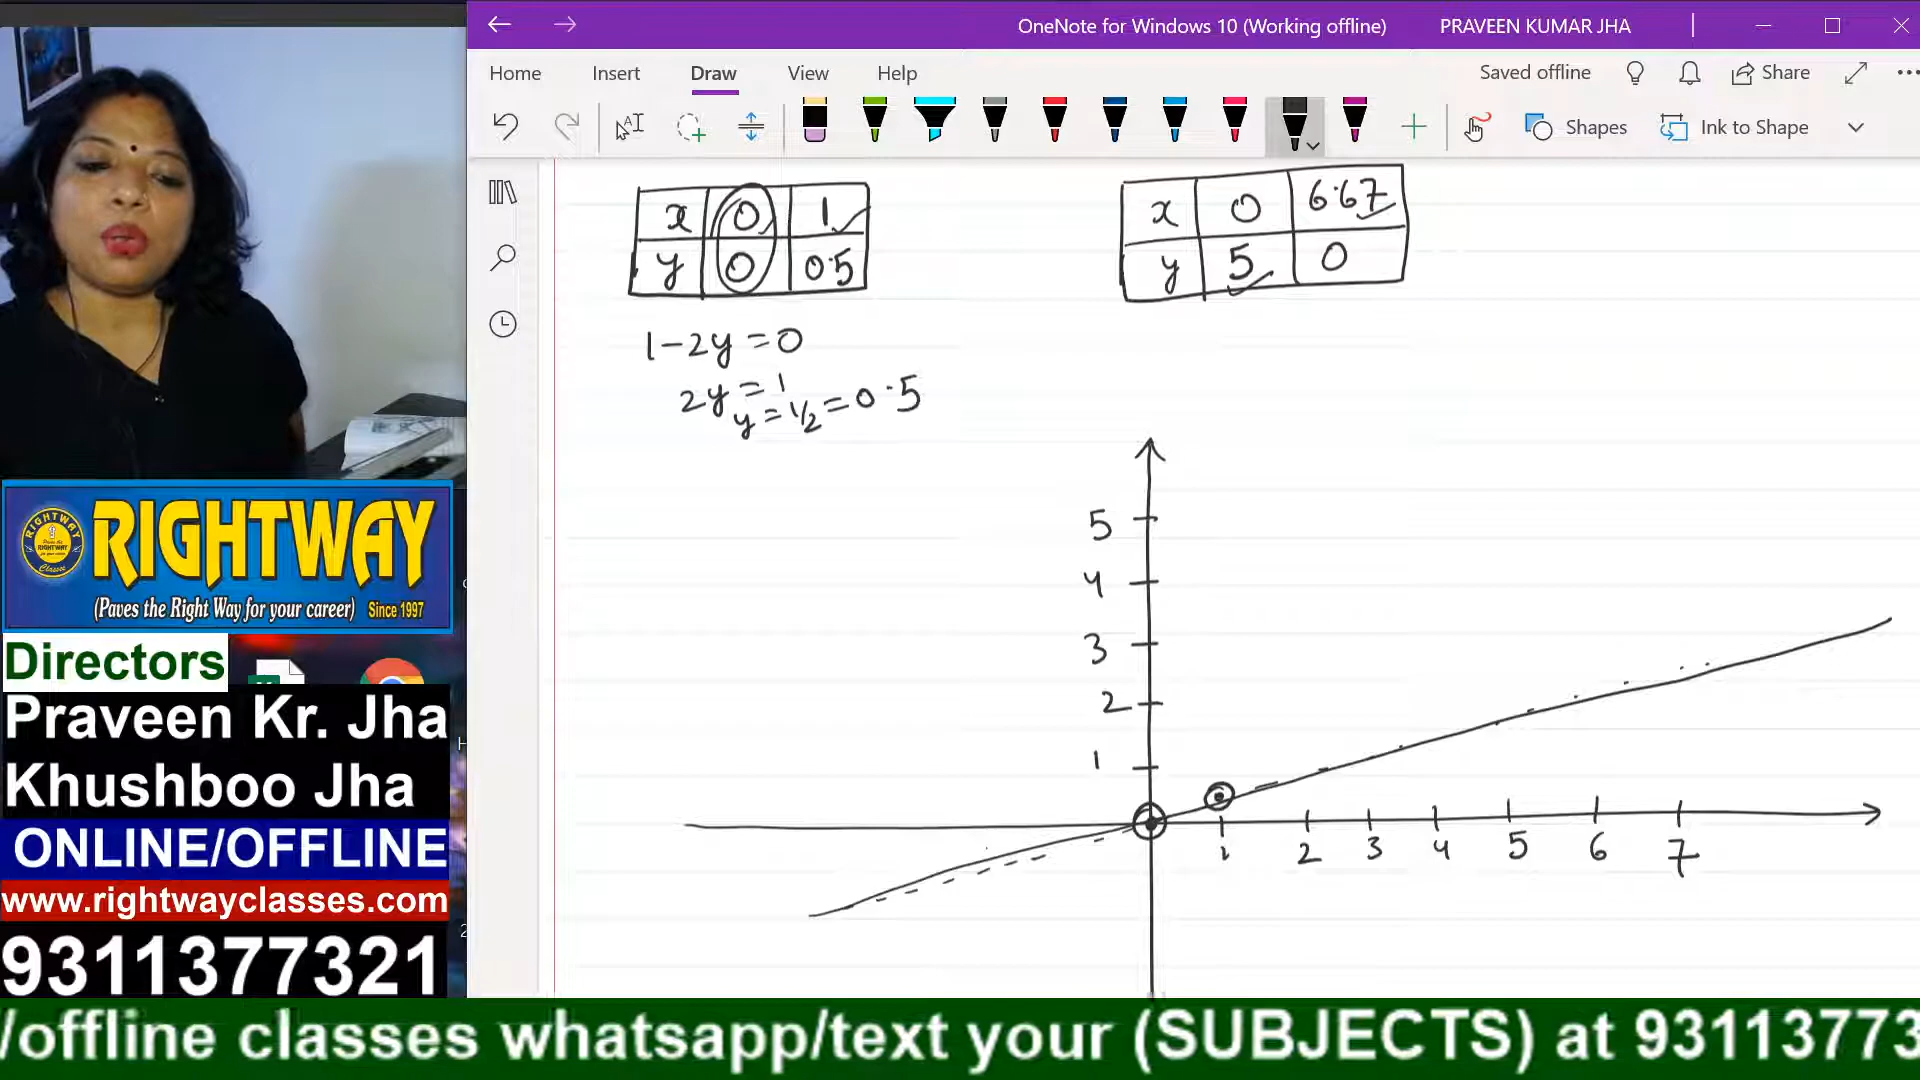 OneNote for Windows 10 (Working offline)
PRAVEEN KUMAR JHA
Home Insert Draw View Help
Saved offline Share
Shapes Ink to Shape
x 0 1
y 0 0.5
x 0 6.67
y 5 0
1-2y=0
2y=1
y=1/2=0.5
5
4
3
2
1
1 2 3 4 5 6 7
RIGHTWAY
(Paves the Right Way for your career) Since 1997
Directors
Praveen Kr. Jha
Khushboo Jha
ONLINE/OFFLINE
www.rightwayclasses.com
9311377321
/offline classes whatsapp/text your (SUBJECTS) at 93113773